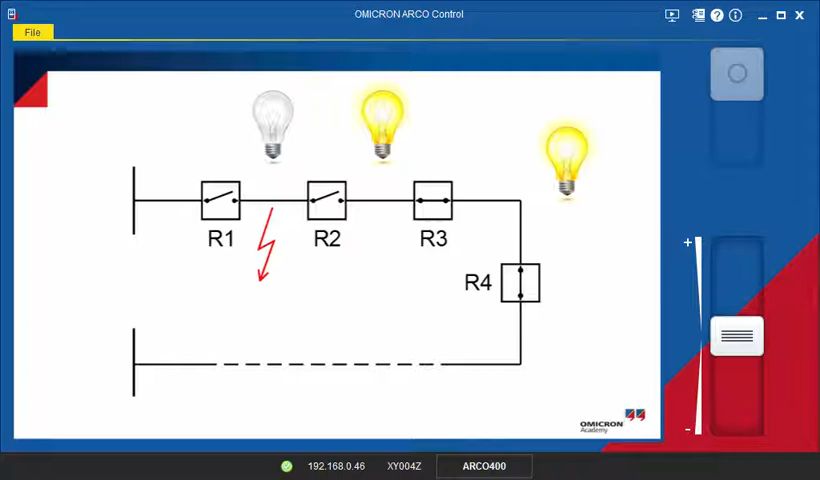 OMICRON ARCO Control
File
R1
R2
R3
R4
+
-
OMICRON
Academy
192.168.0.46
XY004Z
ARCO400